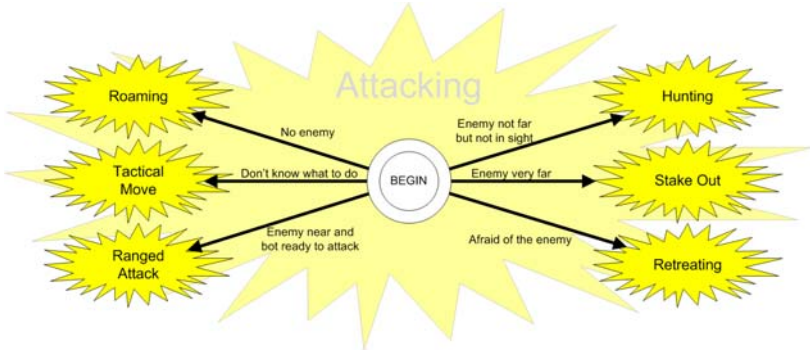 Attacking
Roaming
Hunting
No enemy
Enemy not far
but not in sight
Tactical
Move
Don't know what to do
BEGIN
Enemy very far
Stake Out
Enemy near and
bot ready to attack
Afraid of the enemy
Ranged
Attack
Retreating